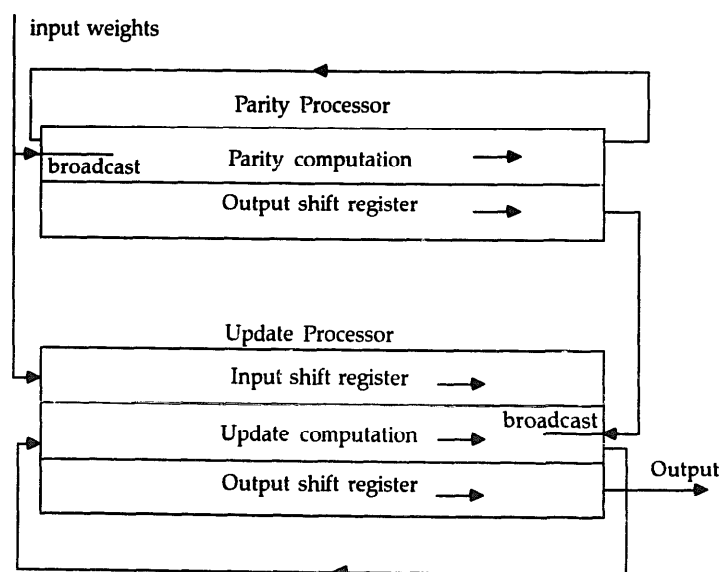 input weights
Parity Processor
Parity computation
broadcast
Output shift register
Update Processor
Input shift register
broadcast
Update computation
Output
Output shift register